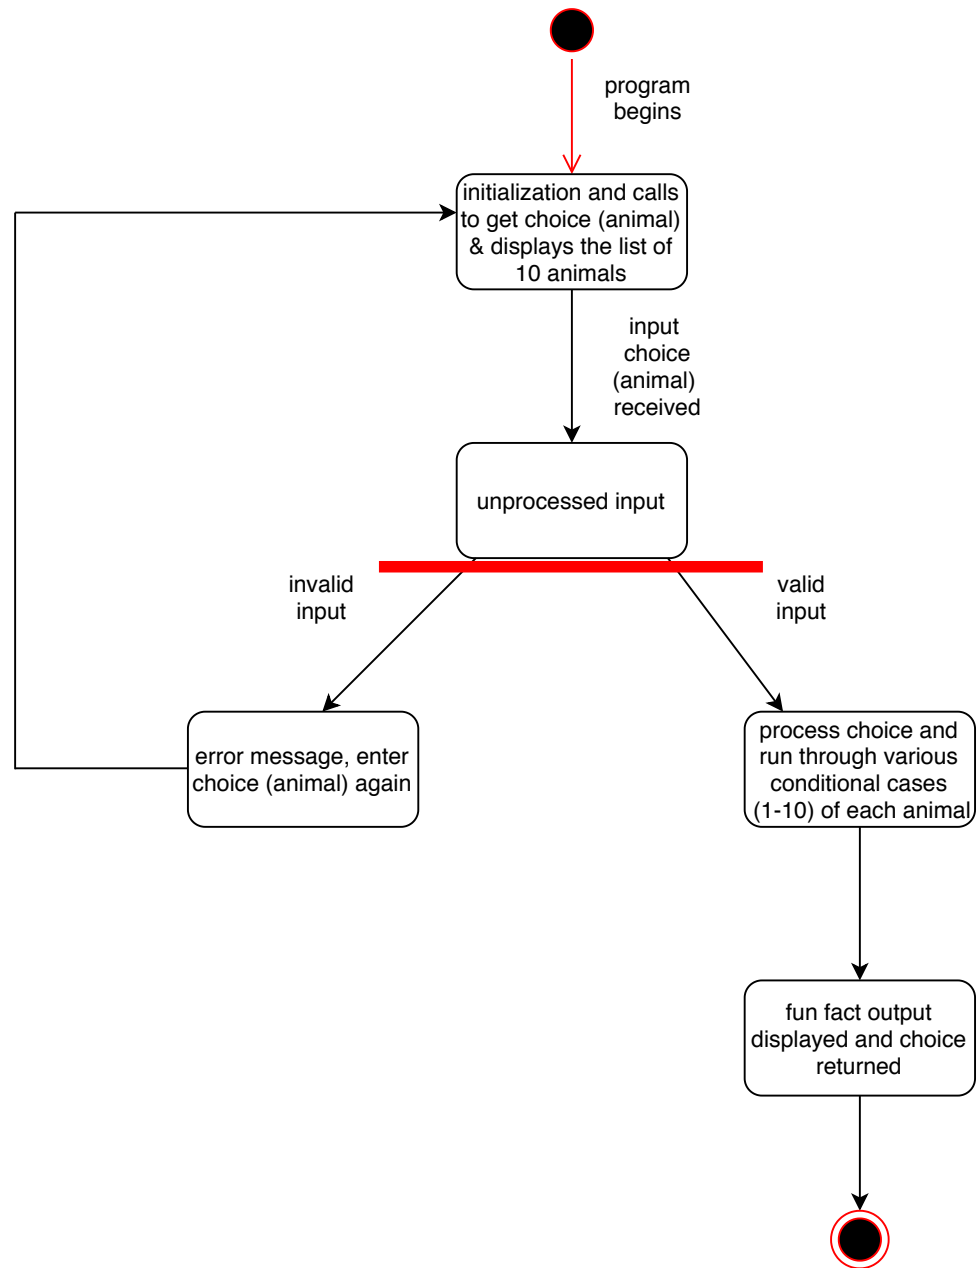 program
begins
initialization and calls
to get choice (animal)
& displays the list of
10 animals
input
choice
(animal)
received
unprocessed input
invalid
input
valid
input
error message, enter
choice (animal) again
process choice and
run through various
conditional cases
(1-10) of each animal
fun fact output
displayed and choice
returned